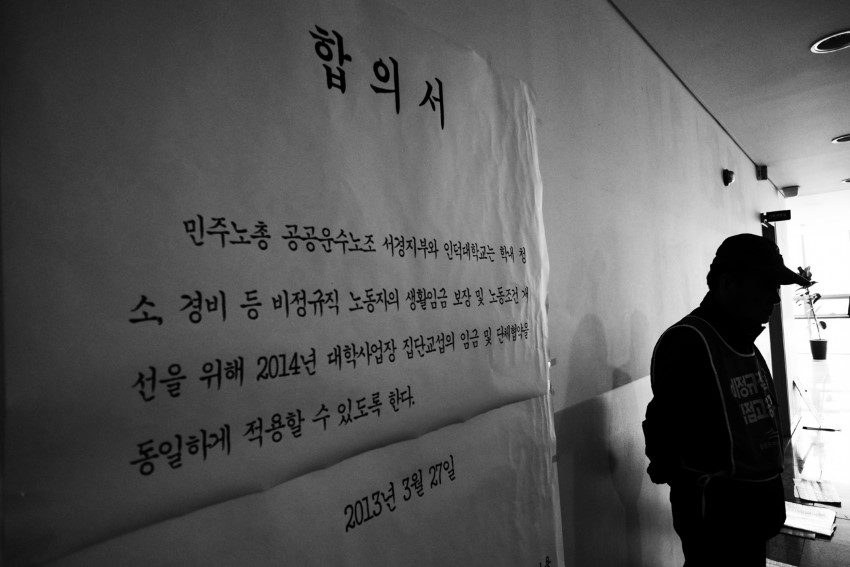 합의서
민주노총 공공운수노조 서경지부와 인덕대학교는 학내 청
소, 경비 등 비정규직 노동자의 생활임금 보장 및 노동조건 개
선을 위해 2014년 대학사업장 집단교섭의 임금 및 단체협약을
동일하게 적용할 수 있도록 한다.
2013년 3월 27일
비정규